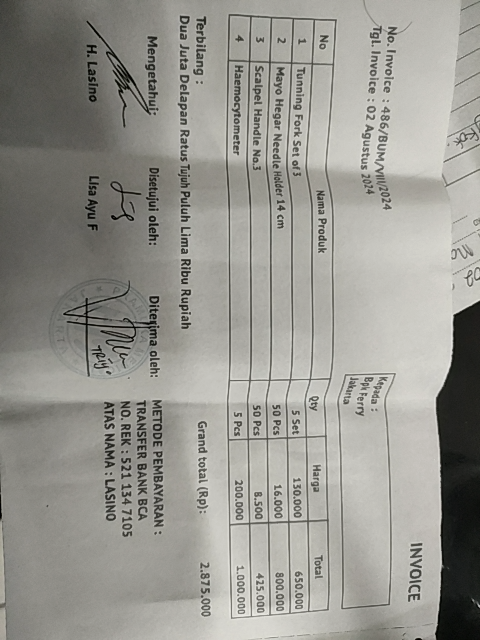 INVOICE
No. Invoice : 486/BUM/VIII/2024
Tgl. Invoice : 02 Agustus 2024
Kepada :
Bpk Ferry
Jakarta
No Nama Produk Qty Harga Total
1 Tunning Fork Set of 3 5 Set 130.000 650.000
2 Mayo Hegar Needle Holder 14 cm 50 Pcs 16.000 800.000
3 Scalpel Handle No.3 50 Pcs 8.500 425.000
4 Haemocytometer 5 Pcs 200.000 1.000.000
Grand total (Rp): 2.875.000
Terbilang :
Dua Juta Delapan Ratus Tujuh Puluh Lima Ribu Rupiah
Mengetahui: Disetujui oleh: Diterima oleh:
H. Lasino Lisa Ayu F
METODE PEMBAYARAN :
TRANSFER BANK BCA
NO. REK : 521 134 7105
ATAS NAMA : LASINO